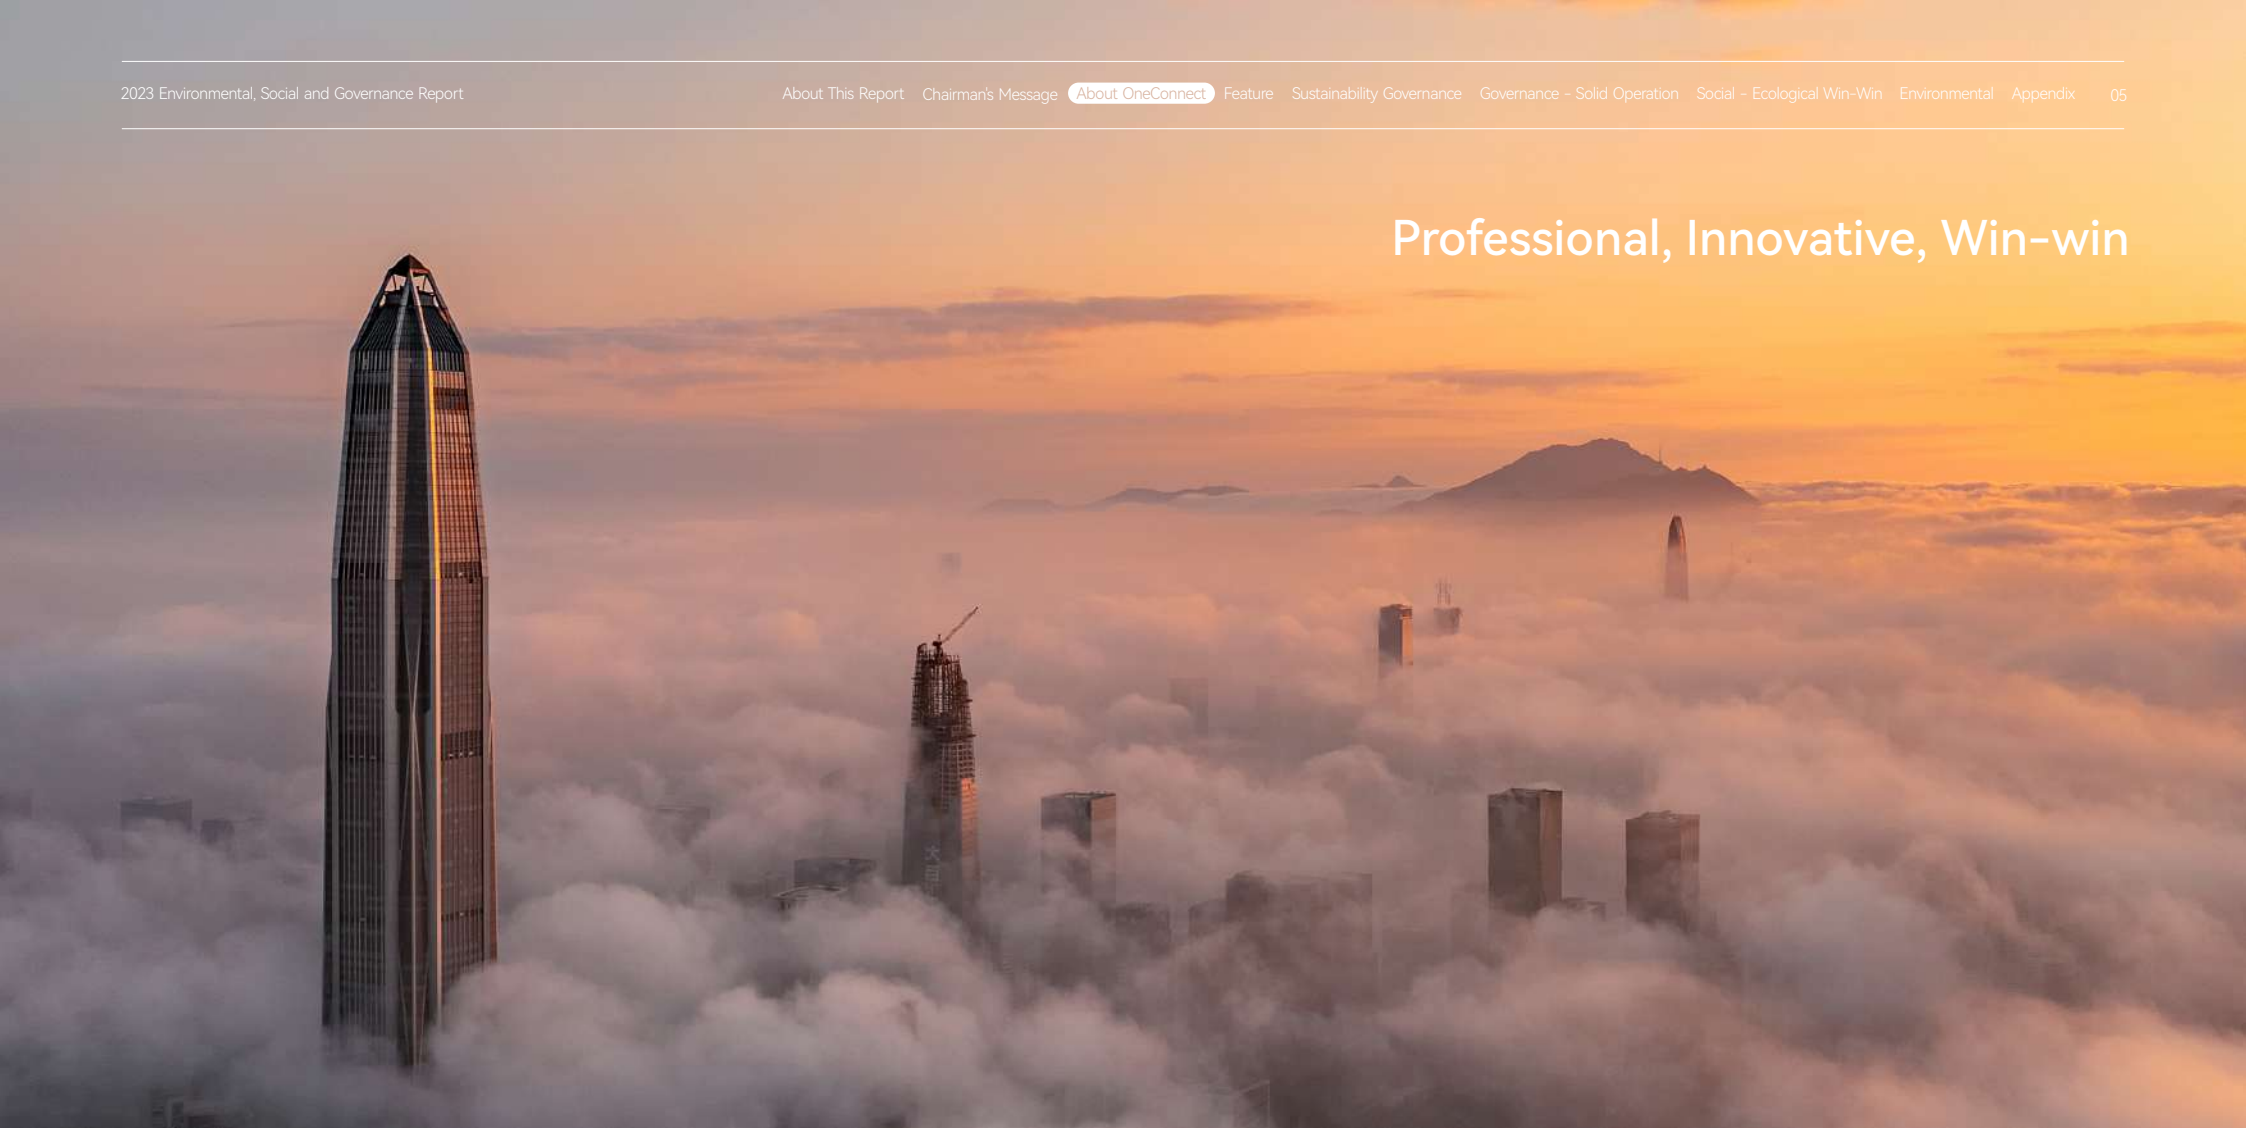 2023 Environmental, Social and Governance Report
About This Report Chairman's Message About OneConnect Feature Sustainability Governance Governance - Solid Operation Social - Ecological Win-Win Environmental Appendix 05
Professional, Innovative, Win-win